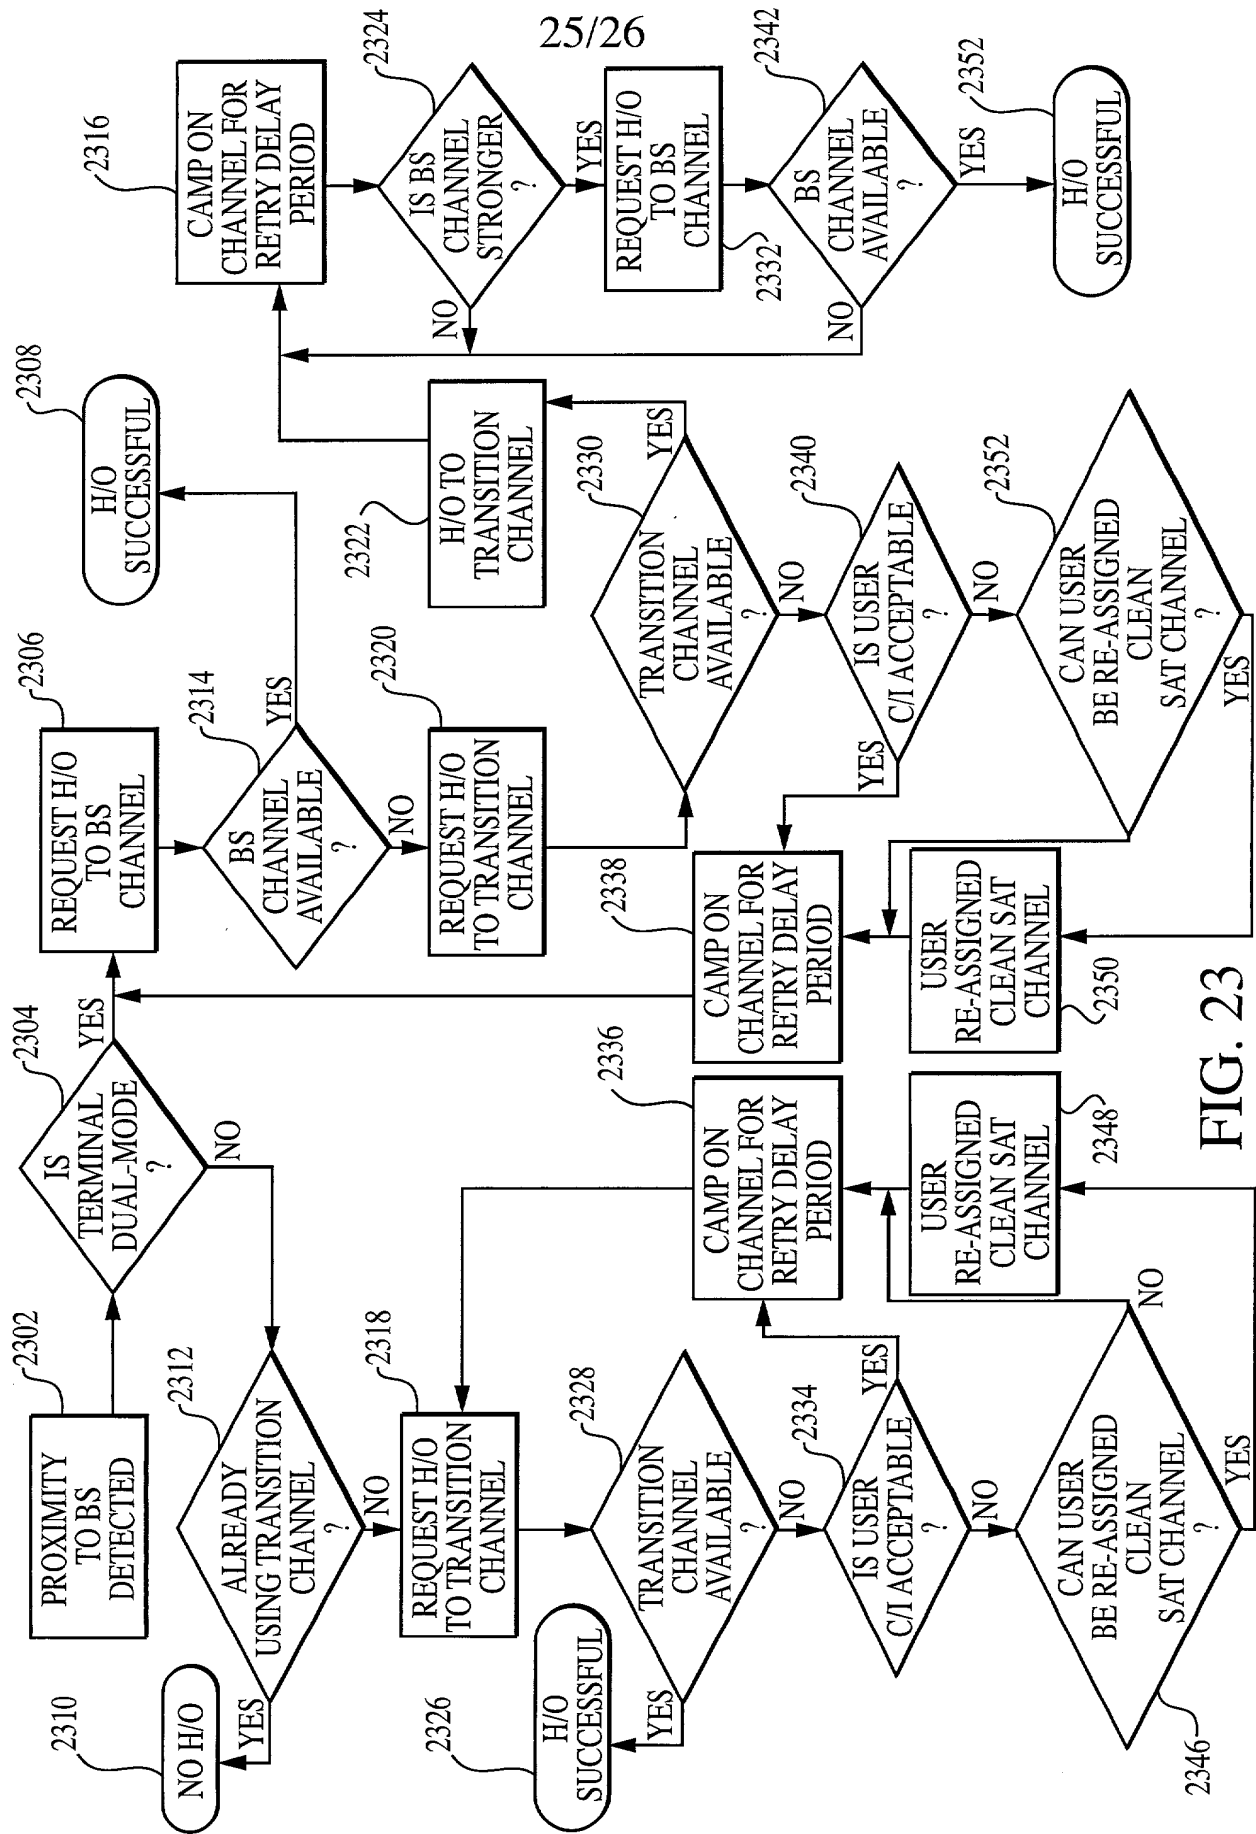 25/26
PROXIMITY
TO BS
DETECTED
2302
IS
TERMINAL
DUAL-MODE
?
2304
YES
NO
REQUEST H/O
TO BS
CHANNEL
2306
H/O
SUCCESSFUL
2308
NO H/O
2310
YES
ALREADY
USING TRANSITION
CHANNEL
?
2312
NO
BS
CHANNEL
AVAILABLE
?
2314
YES
NO
CAMP ON
CHANNEL FOR
RETRY DELAY
PERIOD
2316
REQUEST H/O
TO TRANSITION
CHANNEL
2318
REQUEST H/O
TO TRANSITION
CHANNEL
2320
H/O TO
TRANSITION
CHANNEL
2322
IS BS
CHANNEL
STRONGER
?
2324
NO
YES
H/O
SUCCESSFUL
2326
YES
TRANSITION
CHANNEL
AVAILABLE
?
2328
NO
TRANSITION
CHANNEL
AVAILABLE
?
2330
YES
NO
REQUEST H/O
TO BS
CHANNEL
2332
IS USER
C/I ACCEPTABLE
?
2334
YES
NO
CAMP ON
CHANNEL FOR
RETRY DELAY
PERIOD
2336
CAMP ON
CHANNEL FOR
RETRY DELAY
PERIOD
2338
IS USER
C/I ACCEPTABLE
?
2340
YES
NO
BS
CHANNEL
AVAILABLE
?
2342
NO
YES
CAN USER
BE RE-ASSIGNED
CLEAN
SAT CHANNEL
?
2346
NO
YES
USER
RE-ASSIGNED
CLEAN SAT
CHANNEL
2348
USER
RE-ASSIGNED
CLEAN SAT
CHANNEL
2350
CAN USER
BE RE-ASSIGNED
CLEAN
SAT CHANNEL
?
2352
YES
H/O
SUCCESSFUL
2352
FIG. 23